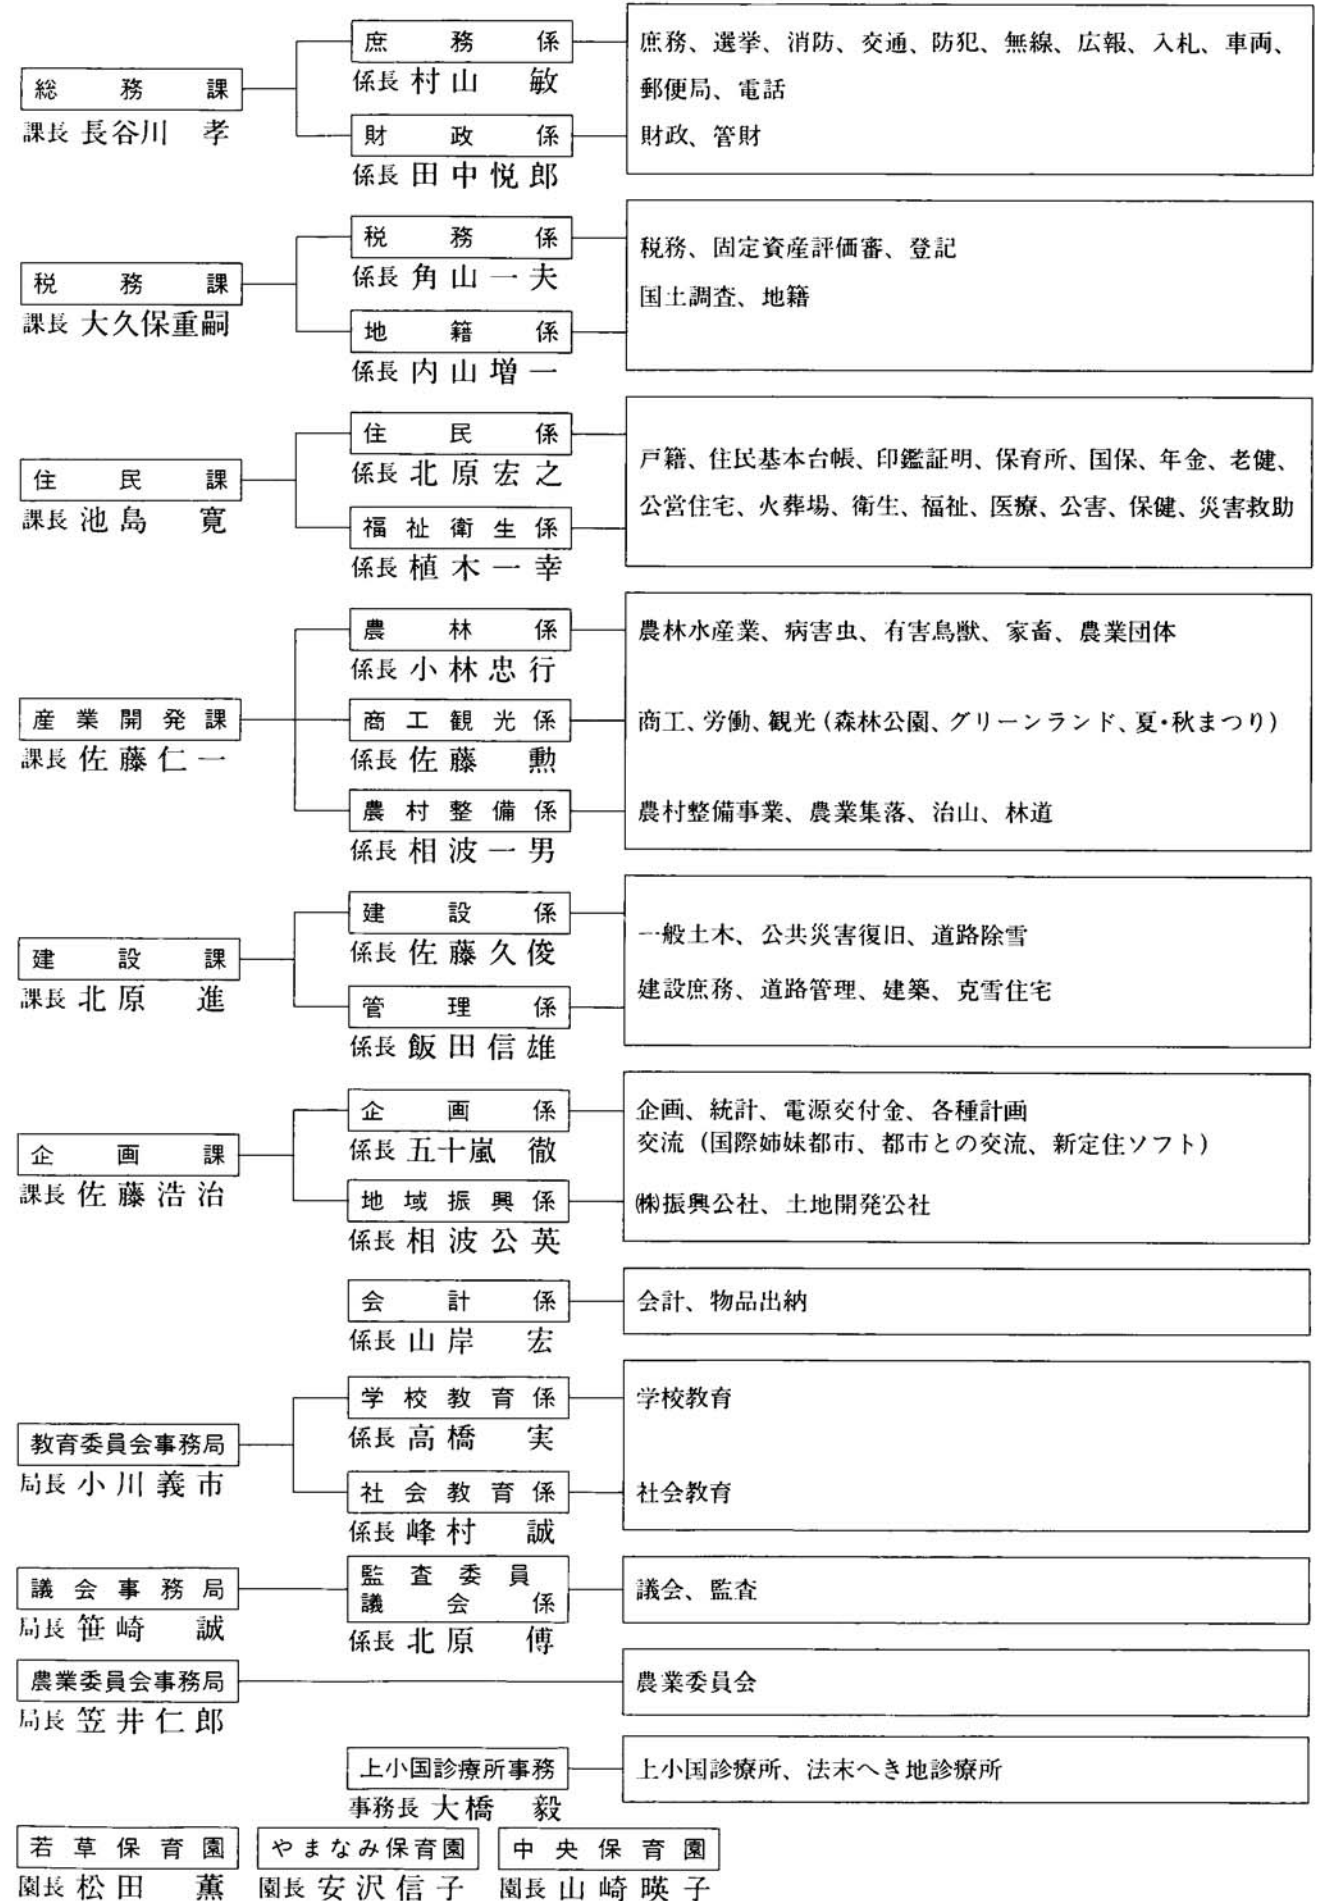 庶務係
庶務、選挙、消防、交通、防犯、無線、広報、入札、車両、
係長 村山 敏
総務課
郵便局、電話
課長 長谷川 孝
財政係
財政、管財
係長 田中悦郎
税務係
税務、固定資産評価審、登記
係長 角山一夫
税務課
国土調査、地籍
課長 大久保重嗣
地籍係
係長 内山増一
住民係
戸籍、住民基本台帳、印鑑証明、保育所、国保、年金、老健、
係長 北原宏之
住民課
公営住宅、火葬場、衛生、福祉、医療、公害、保健、災害救助
課長 池島 寛
福祉衛生係
係長 植木一幸
農林係
農林水産業、病害虫、有害鳥獣、家畜、農業団体
係長 小林忠行
産業開発課
商工観光係
商工、労働、観光(森林公園、グリーンランド、夏・秋まつり)
課長 佐藤仁一
係長 佐藤 勲
農村整備係
農村整備事業、農業集落、治山、林道
係長 相波一男
建設係
一般土木、公共災害復旧、道路除雪
係長 佐藤久俊
建設課
建設庶務、道路管理、建築、克雪住宅
課長 北原 進
管理係
係長 飯田信雄
企画係
企画、統計、電源交付金、各種計画
交流(国際姉妹都市、都市との交流、新定住ソフト)
係長 五十嵐 徹
企画課
課長 佐藤浩治
地域振興係
㈱振興公社、土地開発公社
係長 相波公英
会計係
会計、物品出納
係長 山岸 宏
学校教育係
学校教育
係長 高橋 実
教育委員会事務局
局長 小川義市
社会教育係
社会教育
係長 峰村 誠
議会事務局
監査委員
議会係
議会、監査
局長 笹崎 誠
係長 北原 傅
農業委員会事務局
農業委員会
局長 笠井仁郎
上小国診療所事務
上小国診療所、法末へき地診療所
事務長 大橋 毅
若草保育園 やまなみ保育園 中央保育園
園長 松田 薫 園長 安沢信子 園長 山崎暎子